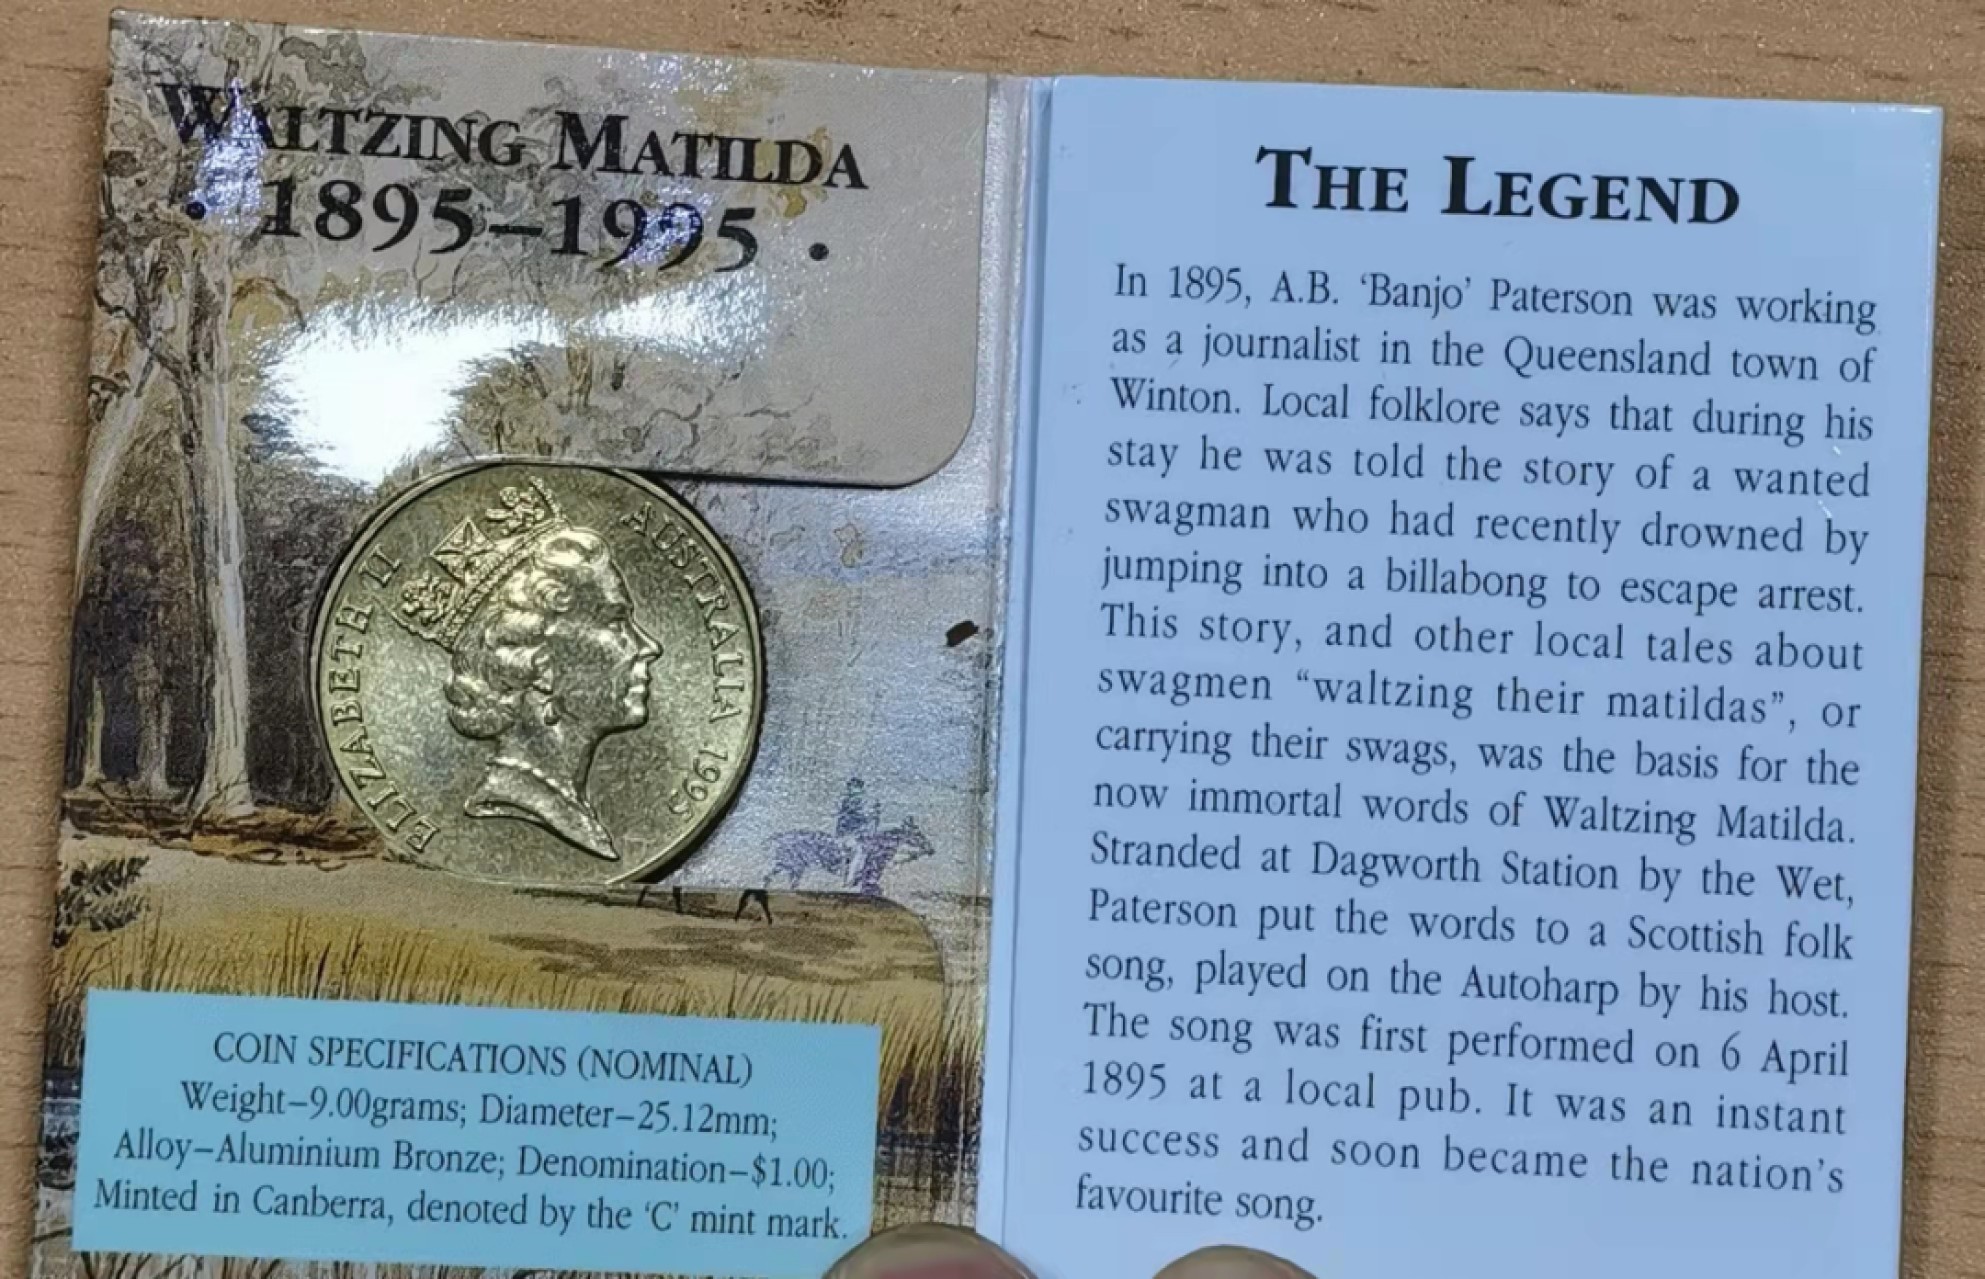 WALTZING MATILDA
· 1895–1995 ·
ELIZABETH II
AUSTRALIA 1995
COIN SPECIFICATIONS (NOMINAL)
Weight–9.00grams; Diameter–25.12mm;
Alloy–Aluminium Bronze; Denomination–$1.00;
Minted in Canberra, denoted by the ‘C’ mint mark.
THE LEGEND
In 1895, A.B. ‘Banjo’ Paterson was working
as a journalist in the Queensland town of
Winton. Local folklore says that during his
stay he was told the story of a wanted
swagman who had recently drowned by
jumping into a billabong to escape arrest.
This story, and other local tales about
swagmen “waltzing their matildas”, or
carrying their swags, was the basis for the
now immortal words of Waltzing Matilda.
Stranded at Dagworth Station by the Wet,
Paterson put the words to a Scottish folk
song, played on the Autoharp by his host.
The song was first performed on 6 April
1895 at a local pub. It was an instant
success and soon became the nation’s
favourite song.